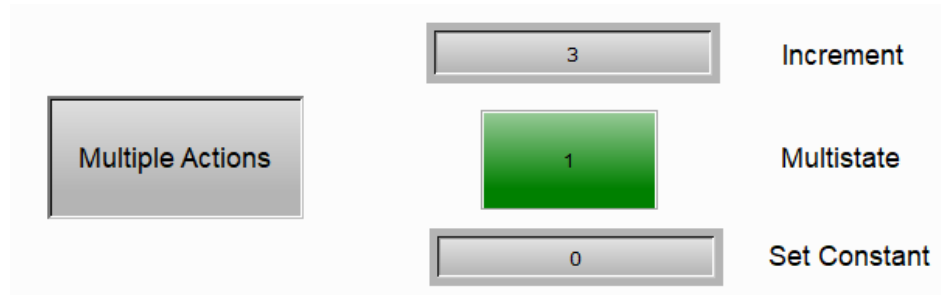 3
Increment
Multiple Actions
1
Multistate
0
Set Constant